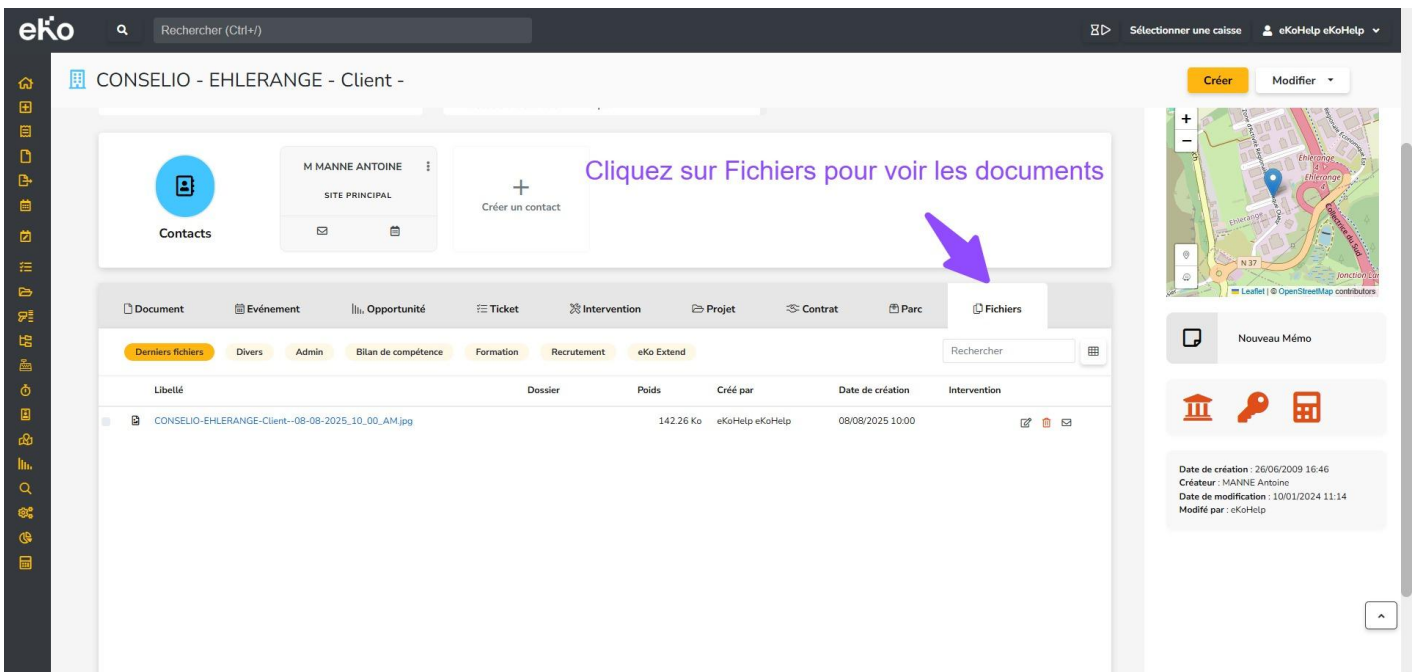 eko
Rechercher (Ctrl+/)
Sélectionner une caisse
eKoHelp eKoHelp
CONSELIO - EHLERANGE - Client -
Créer
Modifier
Contacts
M MANNE ANTOINE
SITE PRINCIPAL
Créer un contact
Cliquez sur Fichiers pour voir les documents
+
−
Ehlerange
Ehlerange
Ehlerange
Collectrice du Sud
N 37
Leaflet | © OpenStreetMap contributors
Document
Evénement
Opportunité
Ticket
Intervention
Projet
Contrat
Parc
Fichiers
Derniers fichiers
Divers
Admin
Bilan de compétence
Formation
Recrutement
eKo Extend
Rechercher
Libellé
Dossier
Poids
Créé par
Date de création
Intervention
CONSELIO-EHLERANGE-Client--08-08-2025_10_00_AM.jpg
142.26 Ko
eKoHelp eKoHelp
08/08/2025 10:00
Nouveau Mémo
Date de création : 26/06/2009 16:46
Créateur : MANNE Antoine
Date de modification : 10/01/2024 11:14
Modifé par : eKoHelp